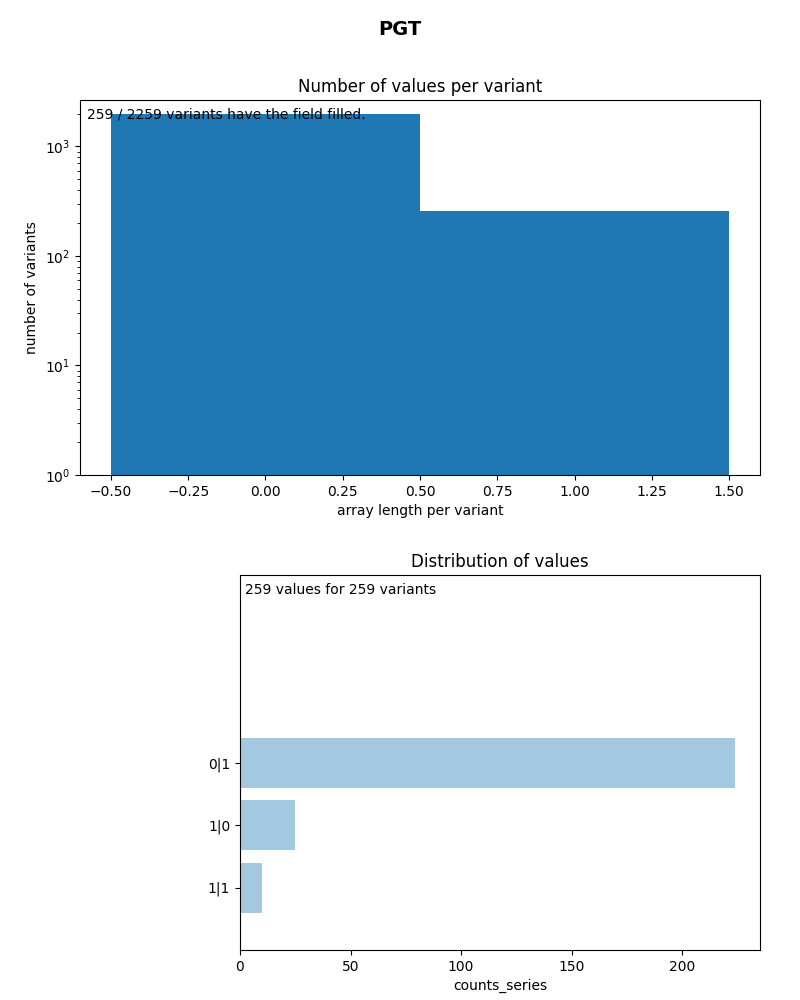 PGT
Number of values per variant
259 / 2259 variants have the field filled.
10³
10²
10¹
10⁰
number of variants
−0.50 −0.25 0.00 0.25 0.50 0.75 1.00 1.25 1.50
array length per variant
Distribution of values
259 values for 259 variants
0|1
1|0
1|1
0 50 100 150 200
counts_series